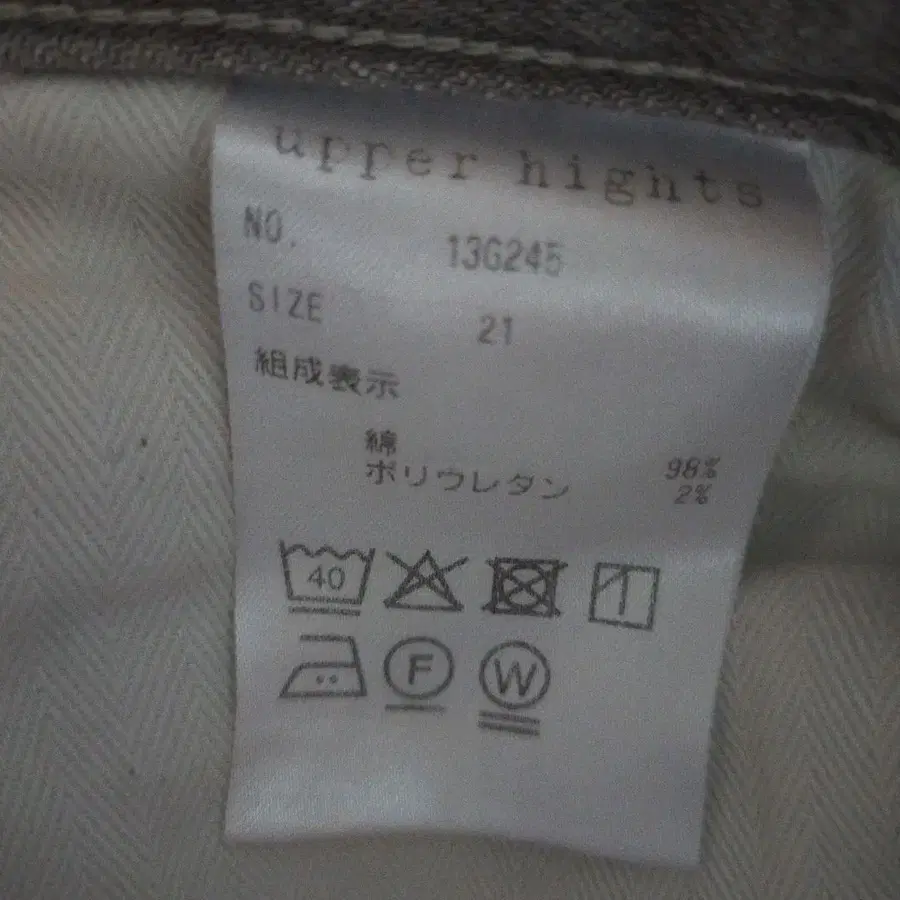 upper hights
NO. 13G245
SIZE 21
組成表示
綿 98%
ポリウレタン 2%
40
F W